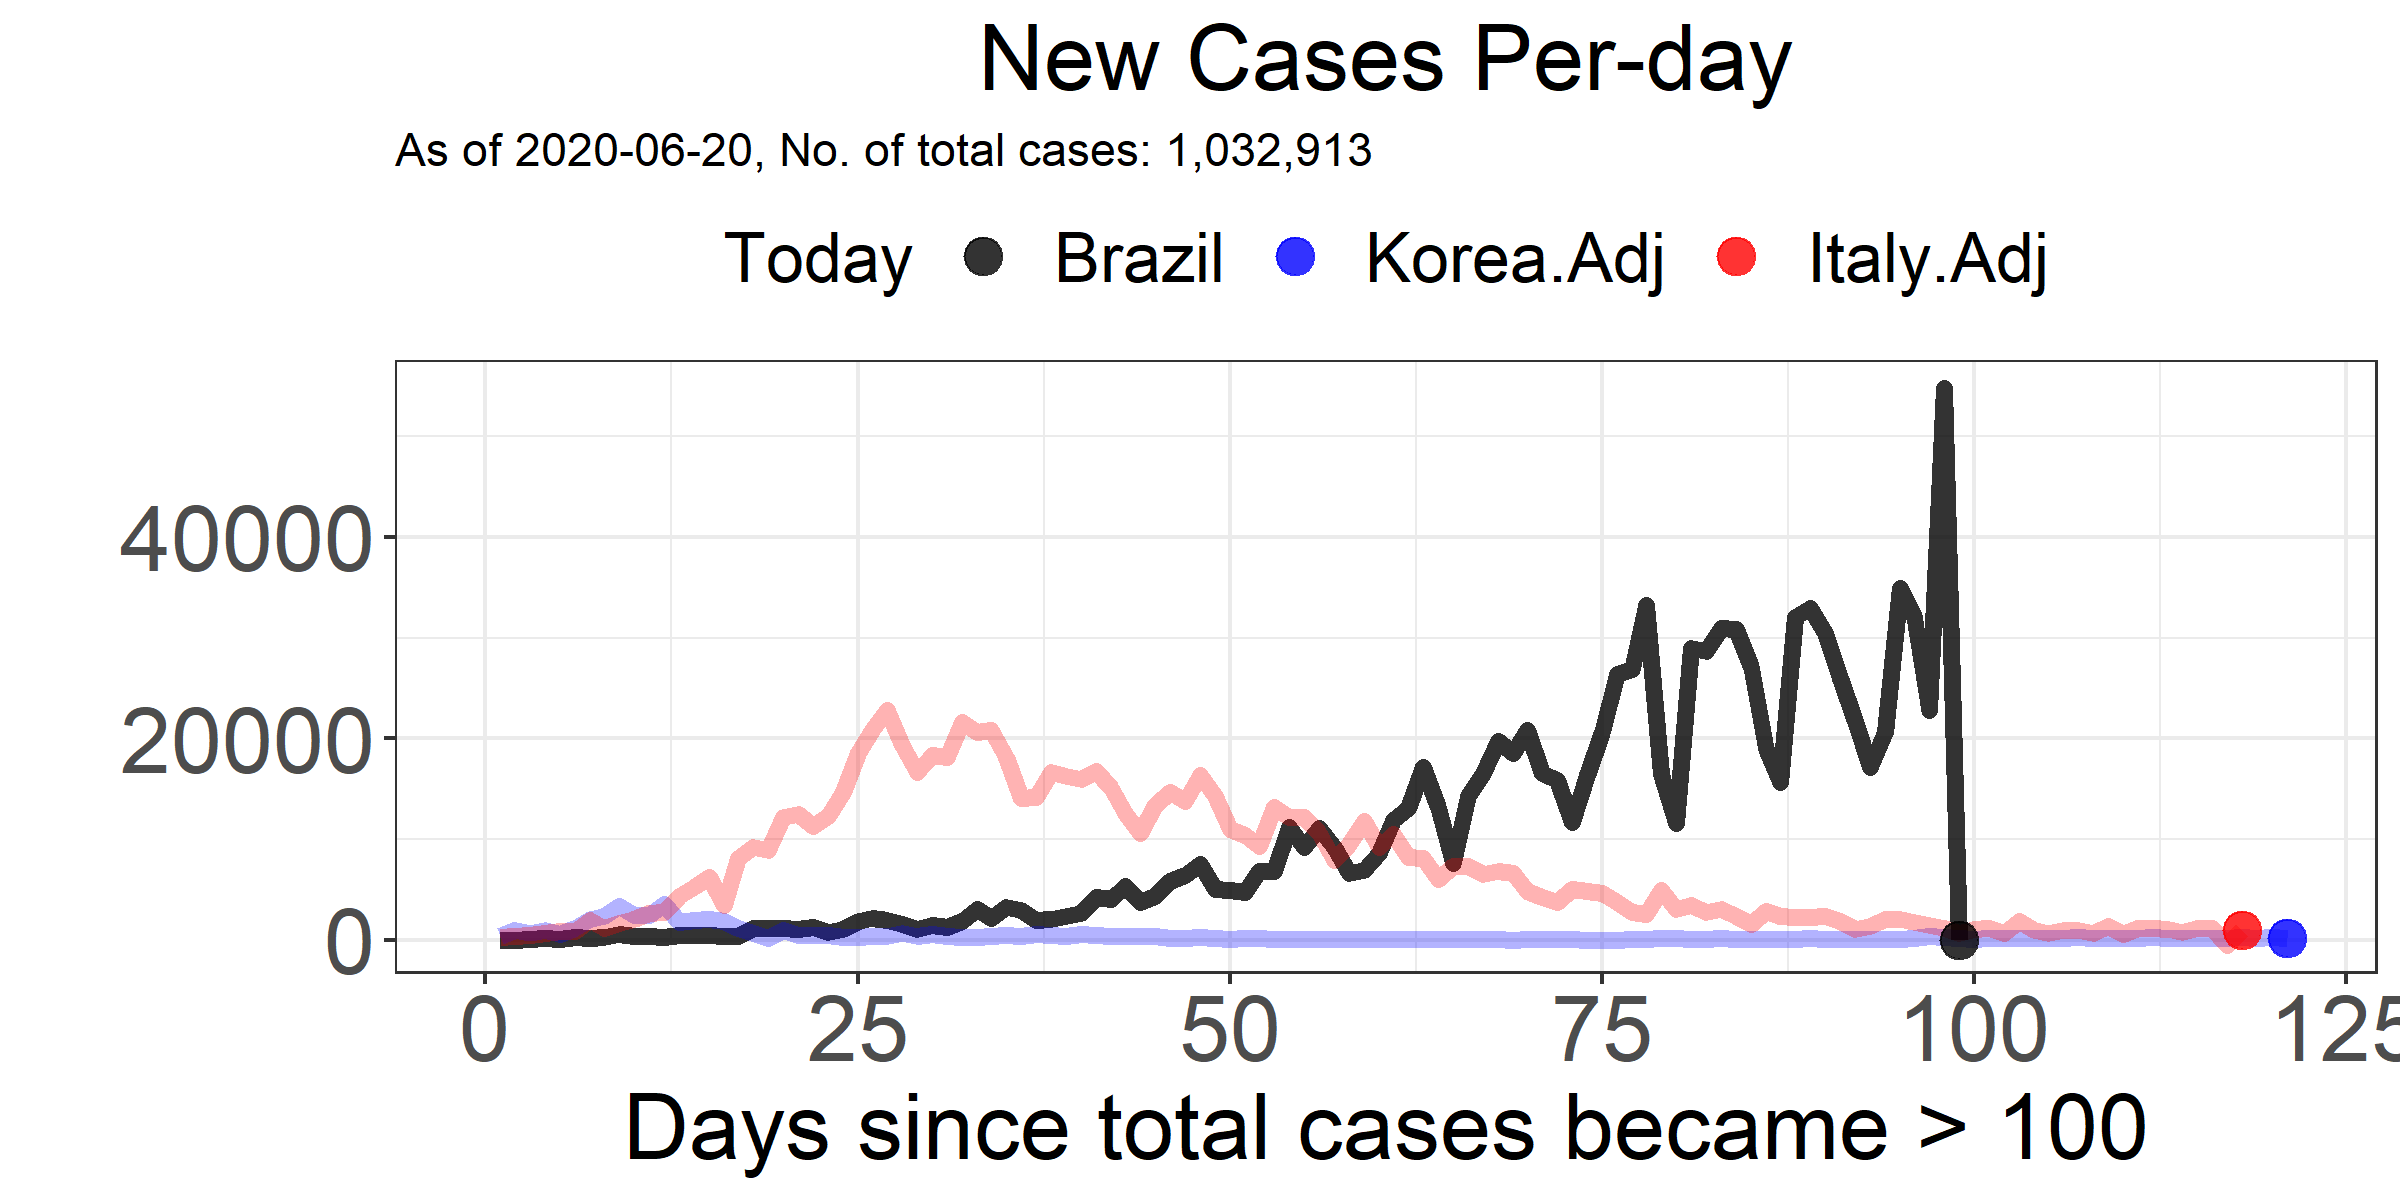 New Cases Per-day
As of 2020-06-20, No. of total cases: 1,032,913
Today Brazil Korea.Adj Italy.Adj
40000
20000
0
0 25 50 75 100 125
Days since total cases became > 100